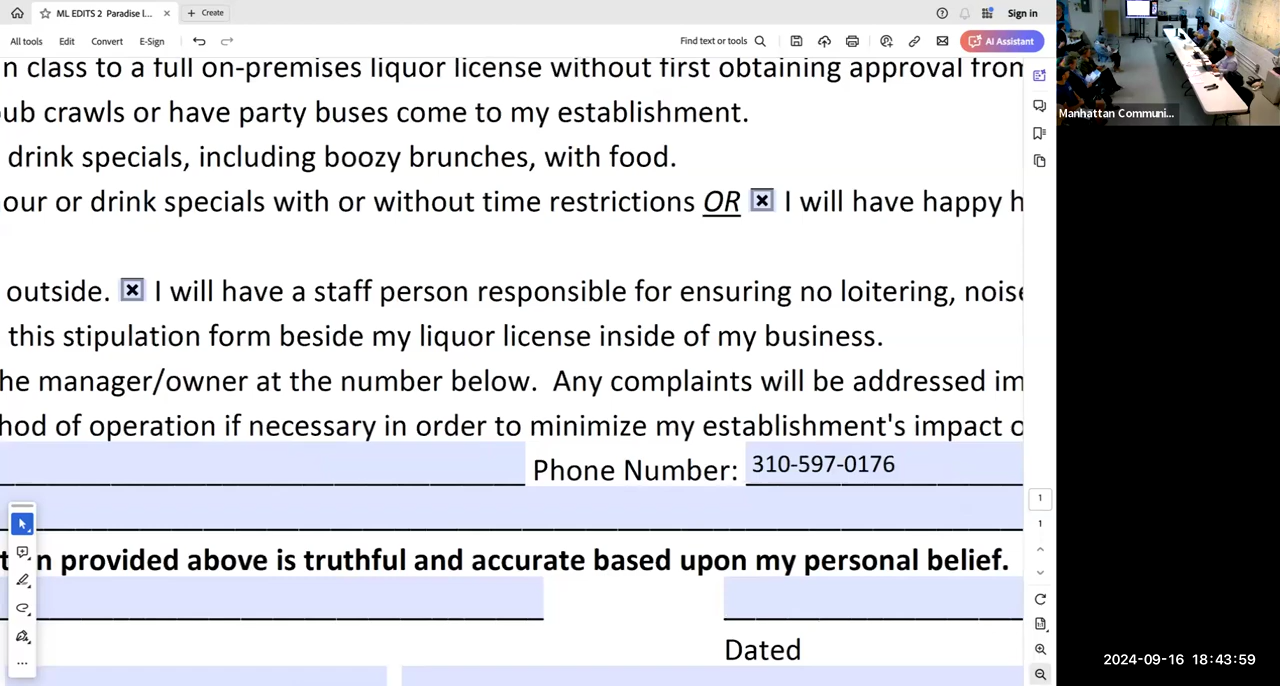 ML EDITS 2 Paradise l...
Create
Sign in
All tools
Edit
Convert
E-Sign
Find text or tools
AI Assistant
n class to a full on-premises liquor license without first obtaining approval from
ub crawls or have party buses come to my establishment.
drink specials, including boozy brunches, with food.
our or drink specials with or without time restrictions OR I will have happy h
outside. I will have a staff person responsible for ensuring no loitering, noise
this stipulation form beside my liquor license inside of my business.
he manager/owner at the number below. Any complaints will be addressed im
hod of operation if necessary in order to minimize my establishment's impact o
Phone Number: 310-597-0176
n provided above is truthful and accurate based upon my personal belief.
Dated
1
1
Manhattan Communi...
2024-09-16 18:43:59